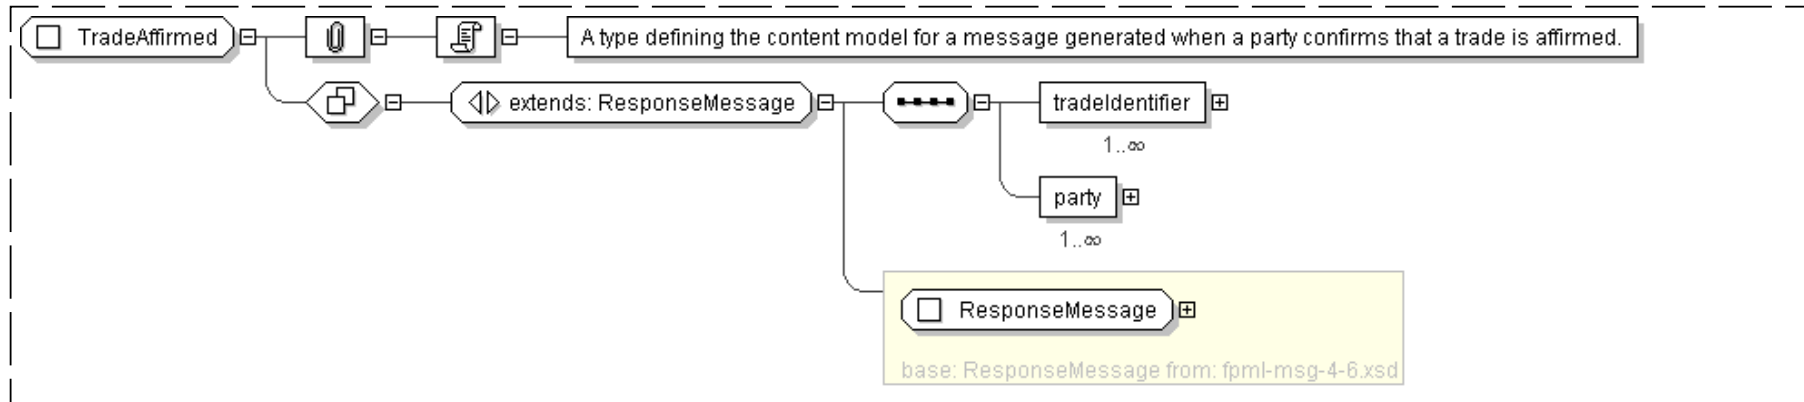 TradeAffirmed
A type defining the content model for a message generated when a party confirms that a trade is affirmed.
extends: ResponseMessage
tradeIdentifier
1..∞
party
1..∞
ResponseMessage
base: ResponseMessage from: fpml-msg-4-6.xsd